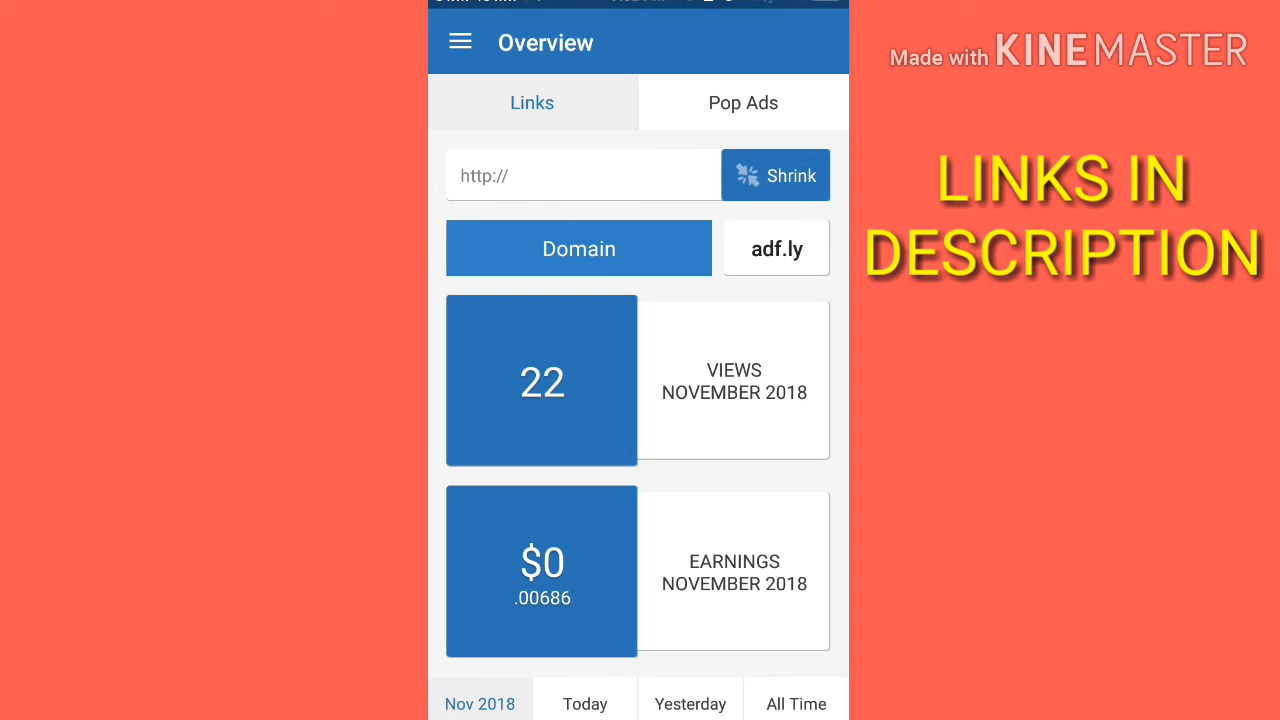 Overview
Made with KINEMASTER
Links
Pop Ads
http://
Shrink
LINKS IN
DESCRIPTION
Domain
adf.ly
22
VIEWS
NOVEMBER 2018
$0
.00686
EARNINGS
NOVEMBER 2018
Nov 2018
Today
Yesterday
All Time